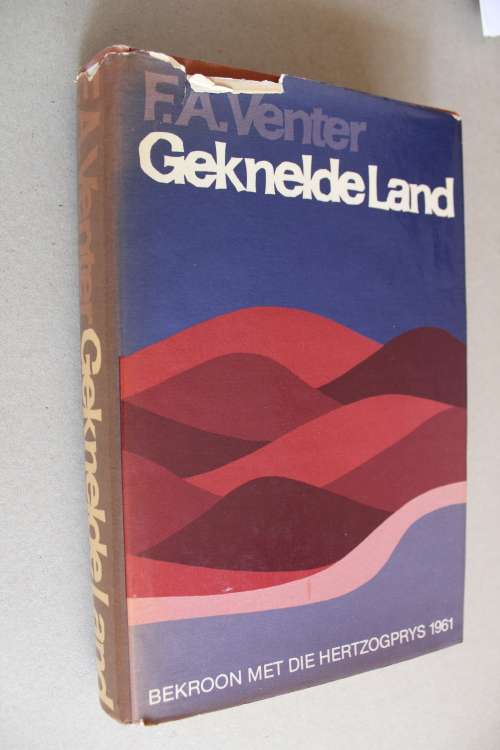 F.A.Venter
Geknelde Land
BEKROON MET DIE HERTZOGPRYS 1961
F.A.Venter Geknelde Land